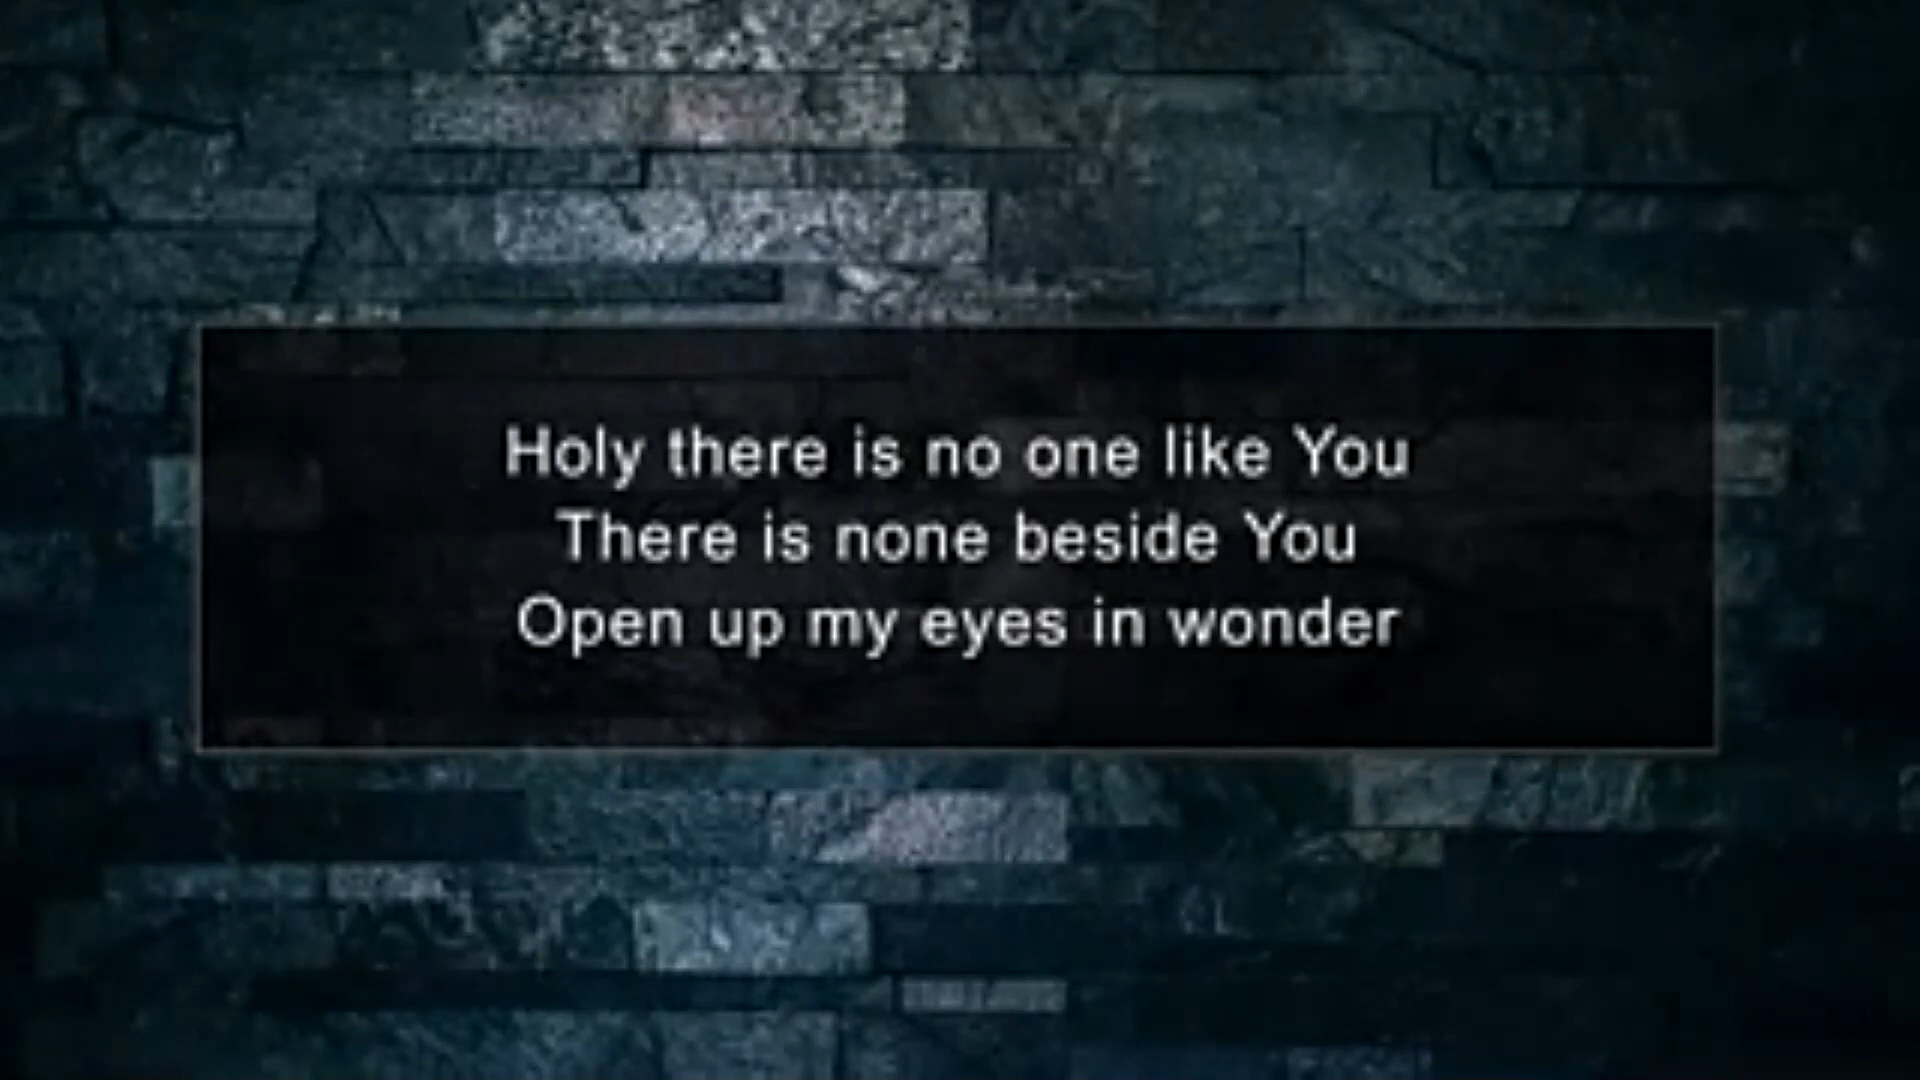 Holy there is no one like You
There is none beside You
Open up my eyes in wonder